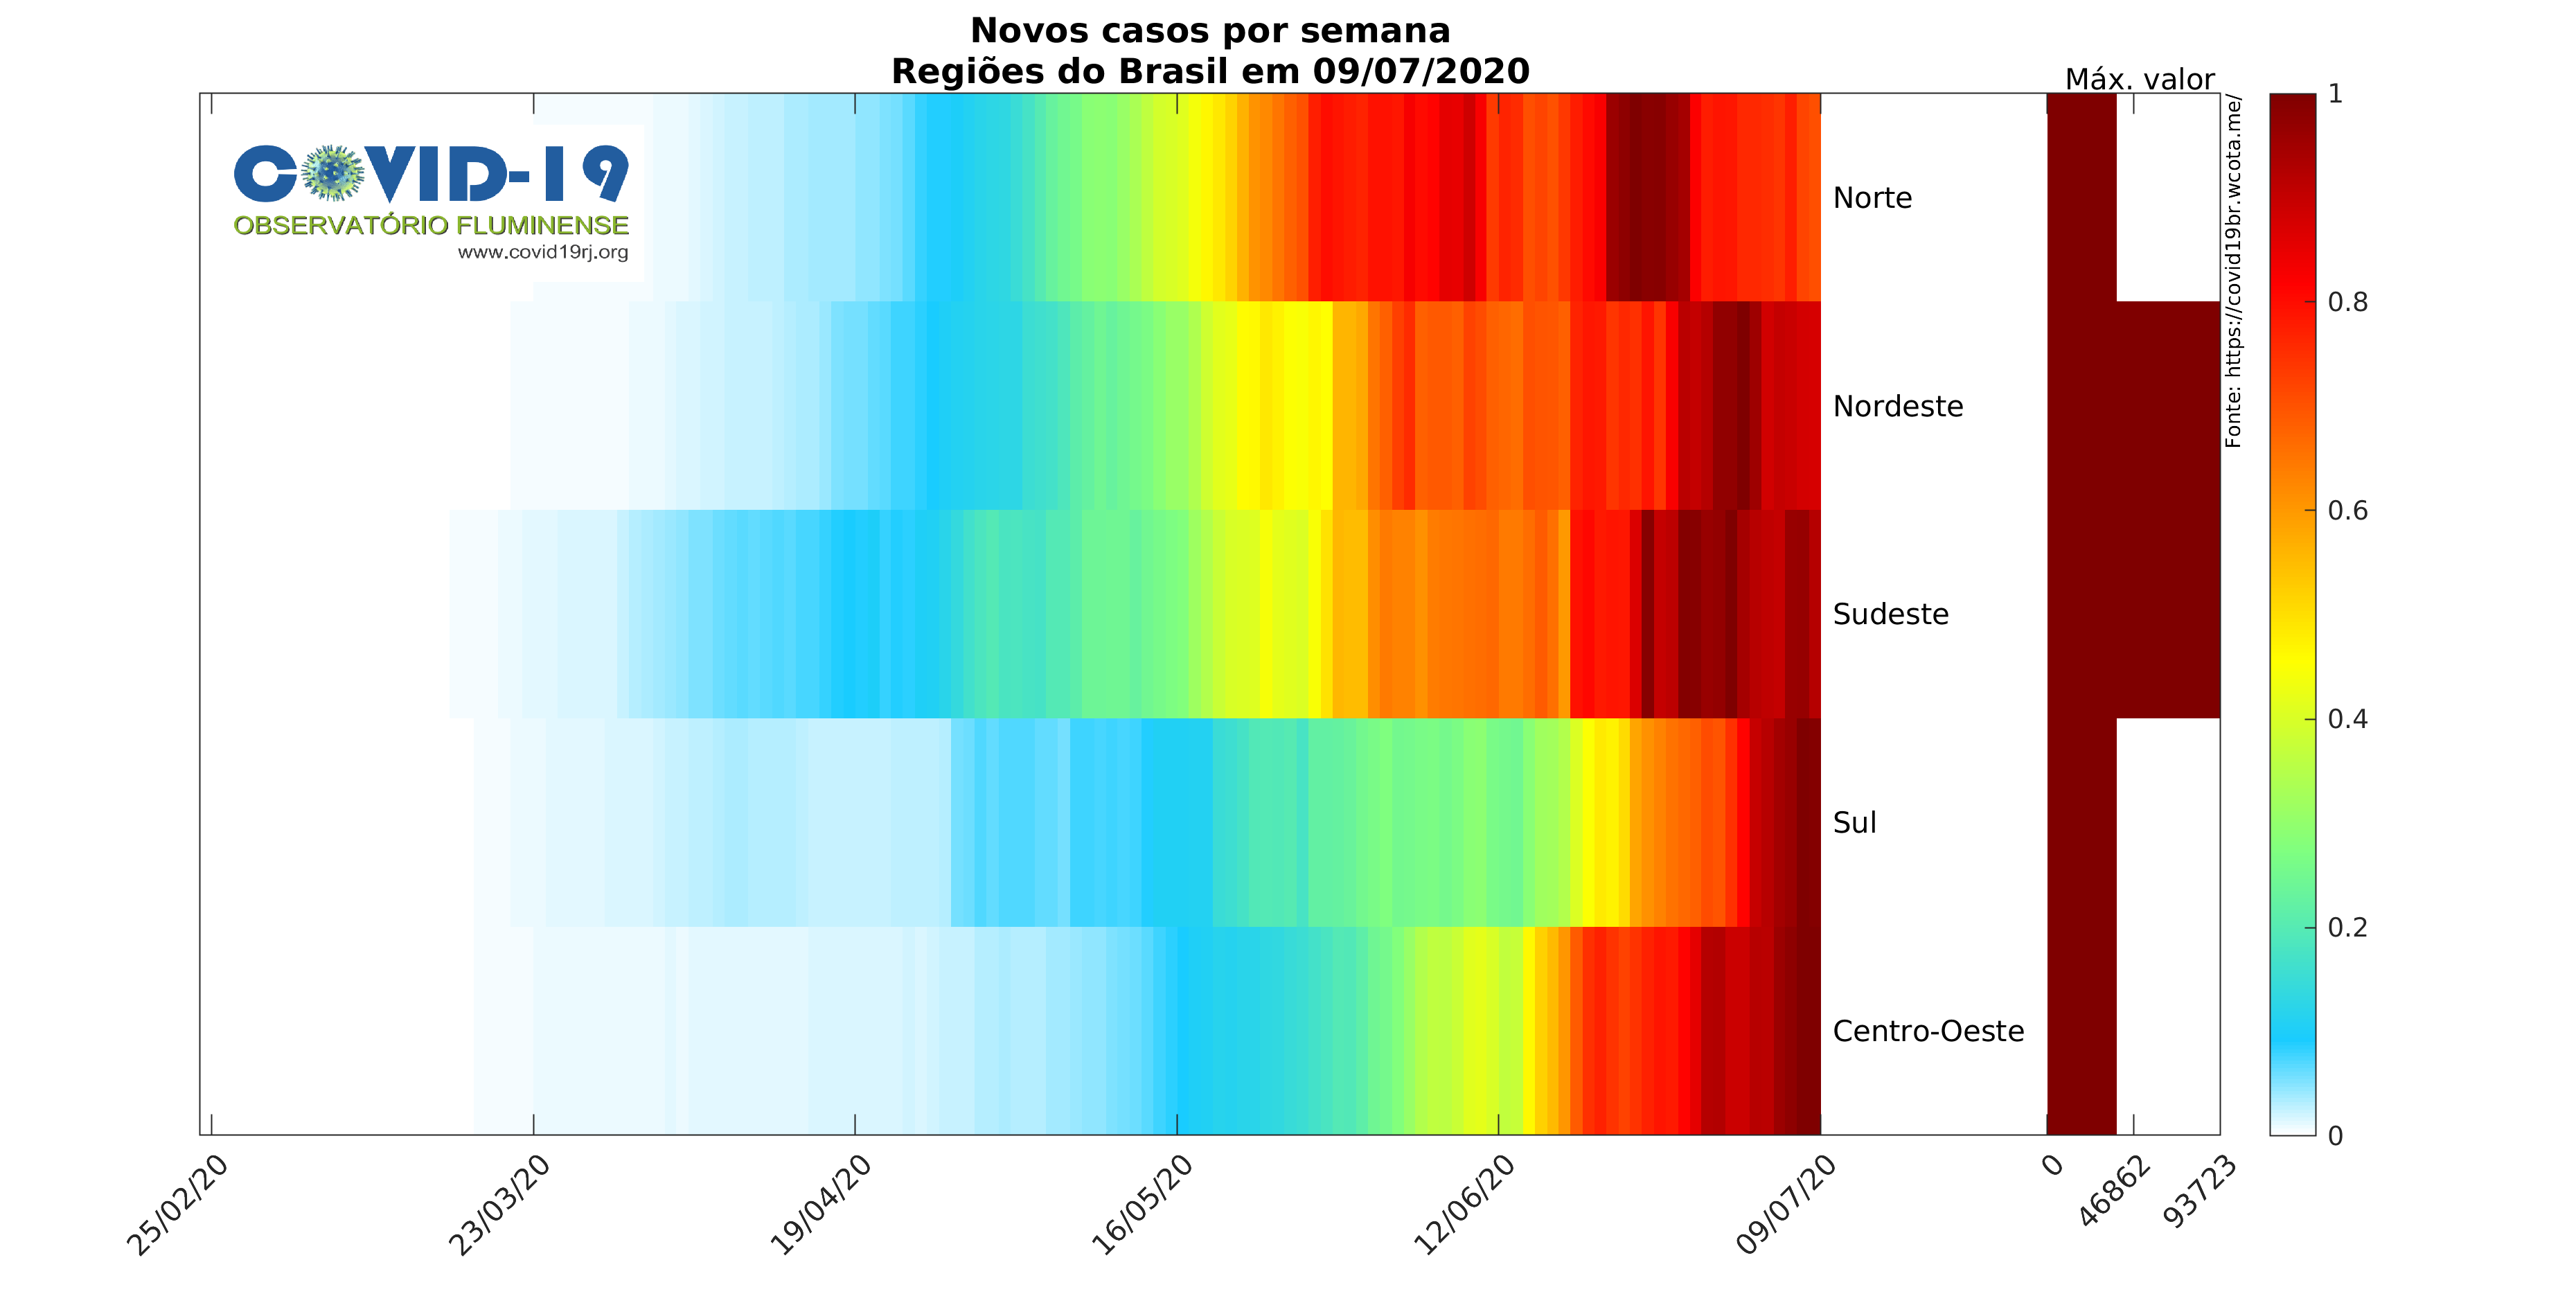 Novos casos por semana
Regiões do Brasil em 09/07/2020
Máx. valor
COVID-19
OBSERVATÓRIO FLUMINENSE
www.covid19rj.org
Norte
Nordeste
Sudeste
Sul
Centro-Oeste
Fonte: https://covid19br.wcota.me/
1
0.8
0.6
0.4
0.2
0
25/02/20
23/03/20
19/04/20
16/05/20
12/06/20
09/07/20
0
46862
93723